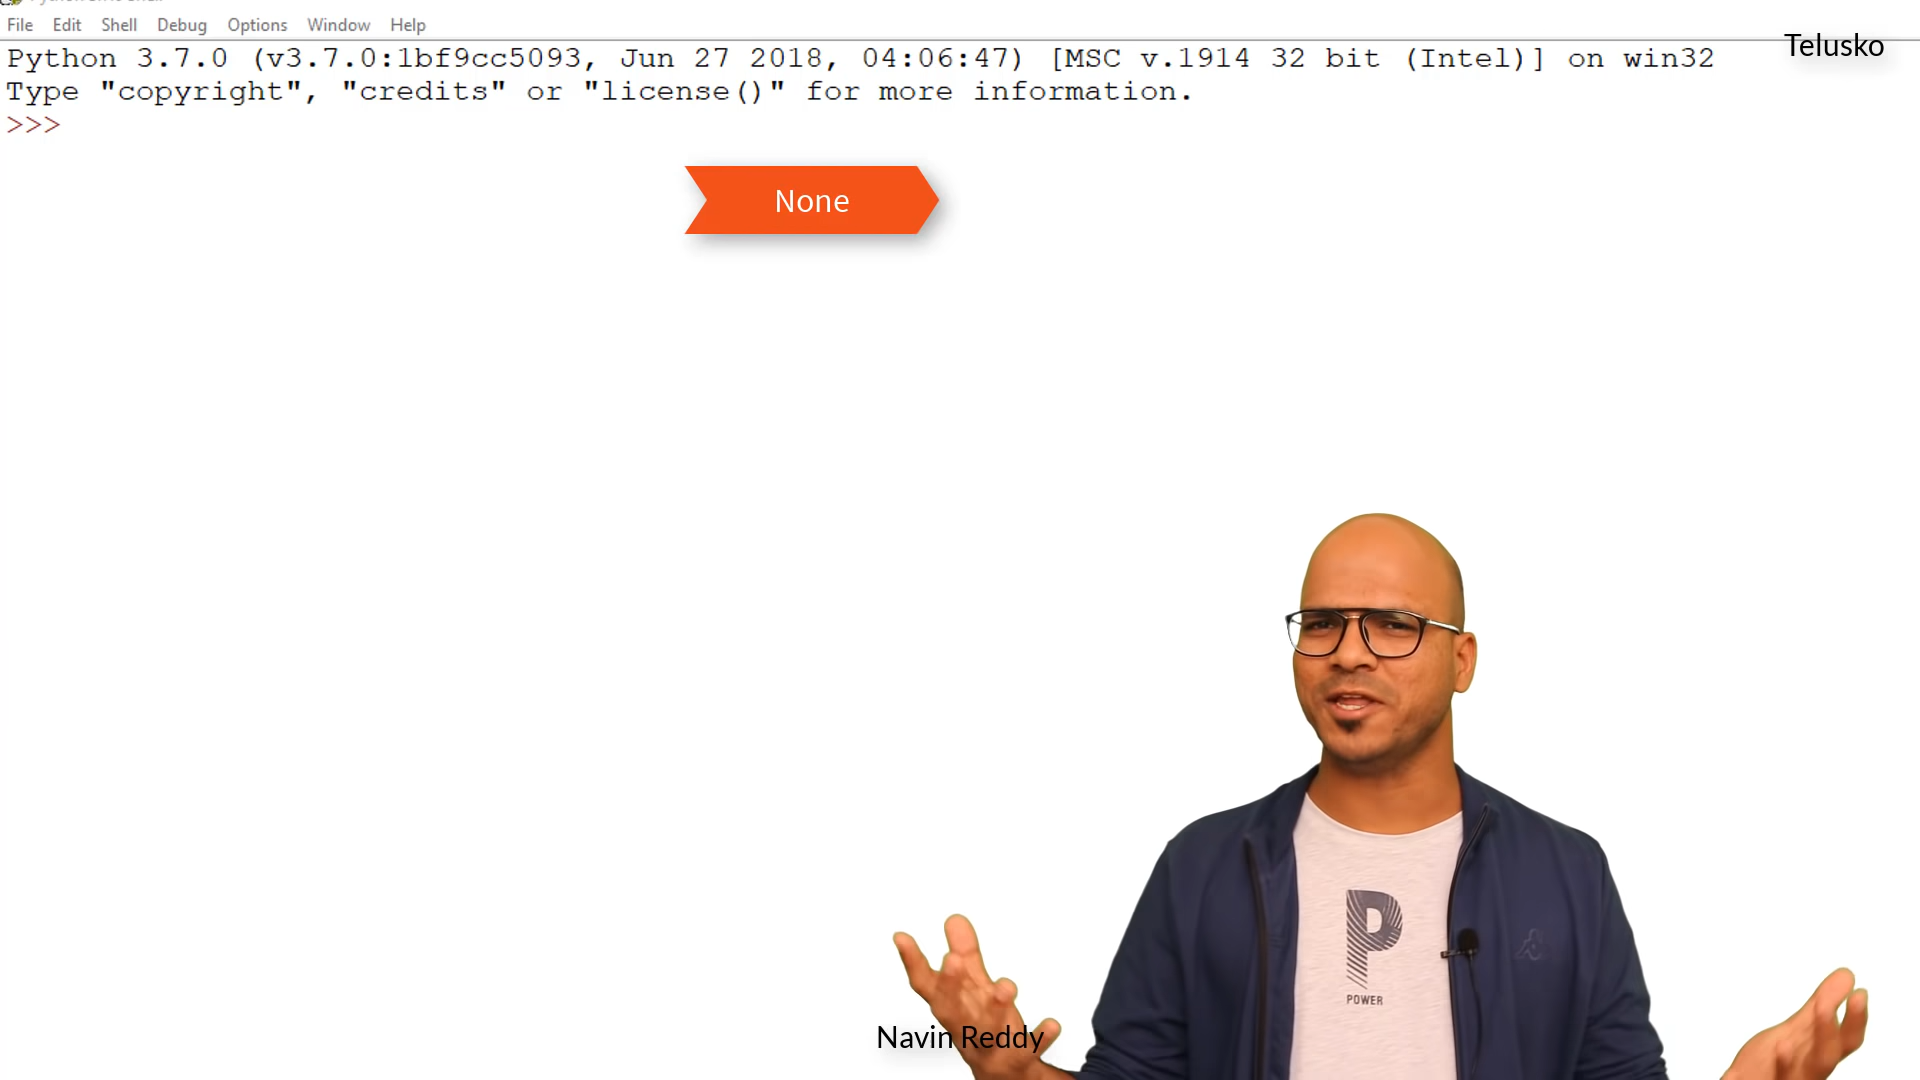 File Edit Shell Debug Options Window Help
Python 3.7.0 (v3.7.0:1bf9cc5093, Jun 27 2018, 04:06:47) [MSC v.1914 32 bit (Intel)] on win32
Telusko
Type "copyright", "credits" or "license()" for more information.
>>>
None
P
POWER
Navin Reddy